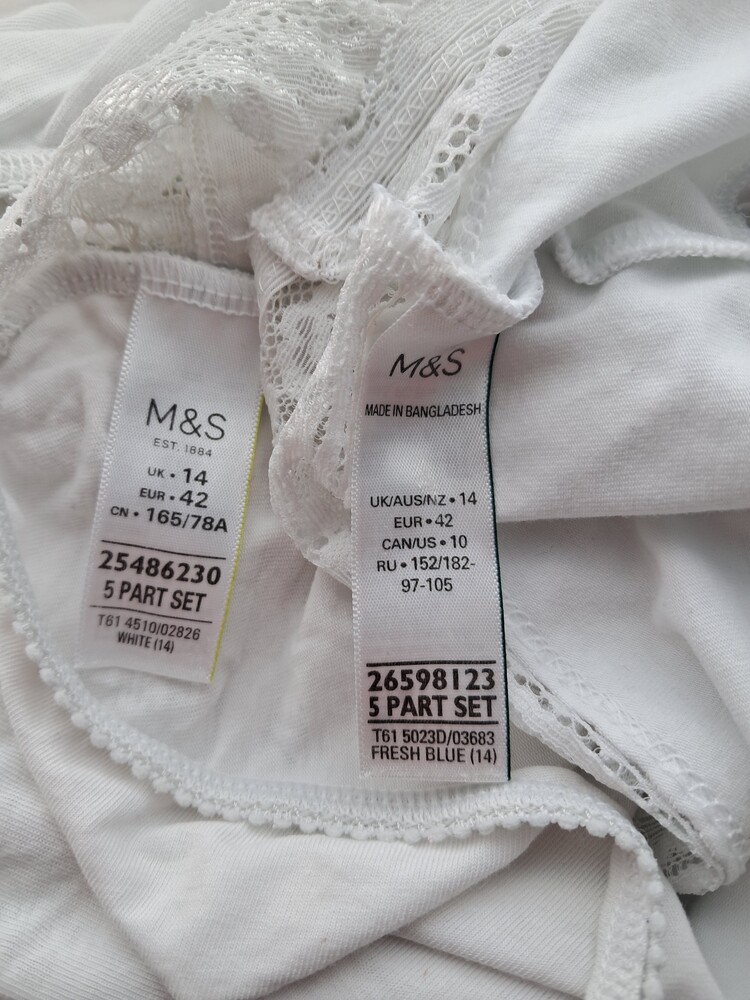 M&S
EST. 1884
UK • 14
EUR • 42
CN • 165/78A
25486230
5 PART SET
T61 4510/02826
WHITE (14)
M&S
MADE IN BANGLADESH
UK/AUS/NZ • 14
EUR • 42
CAN/US • 10
RU • 152/182-
97-105
26598123
5 PART SET
T61 5023D/03683
FRESH BLUE (14)